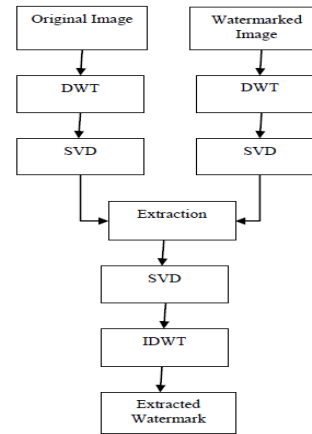 Original Image
Watermarked
Image
DWT
DWT
SVD
SVD
Extraction
SVD
IDWT
Extracted
Watermark